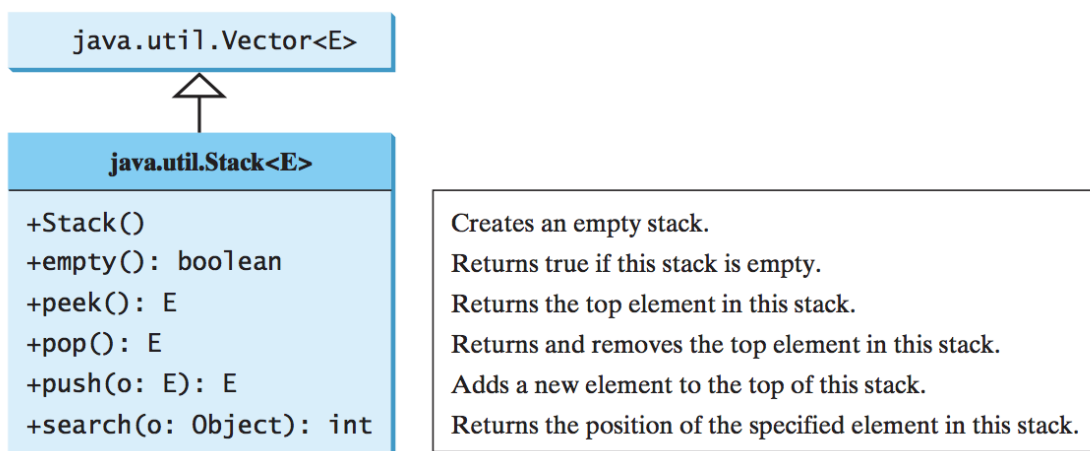 java.util.Vector<E>
java.util.Stack<E>
+Stack()
+empty(): boolean
+peek(): E
+pop(): E
+push(o: E): E
+search(o: Object): int
Creates an empty stack.
Returns true if this stack is empty.
Returns the top element in this stack.
Returns and removes the top element in this stack.
Adds a new element to the top of this stack.
Returns the position of the specified element in this stack.